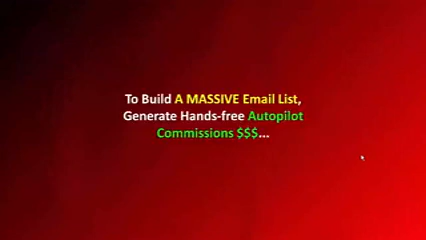 To Build A MASSIVE Email List,
Generate Hands-free Autopilot
Commissions $$$...